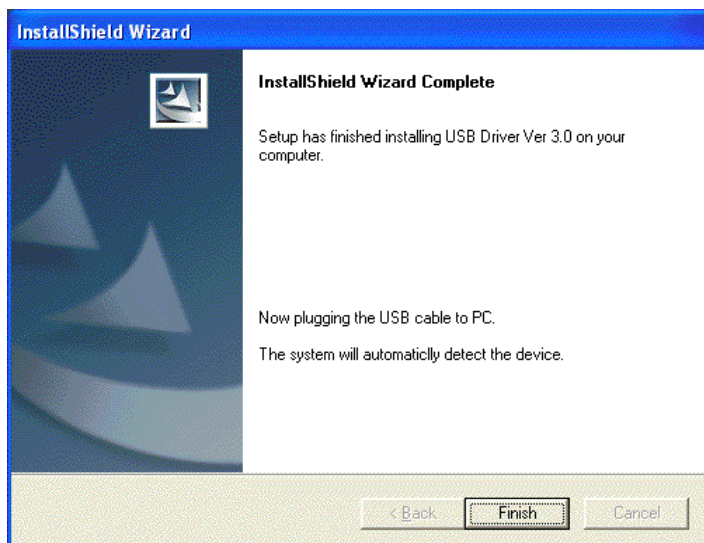 InstallShield Wizard
InstallShield Wizard Complete
Setup has finished installing USB Driver Ver 3.0 on your
computer.
Now plugging the USB cable to PC.
The system will automaticlly detect the device.
< Back Finish Cancel